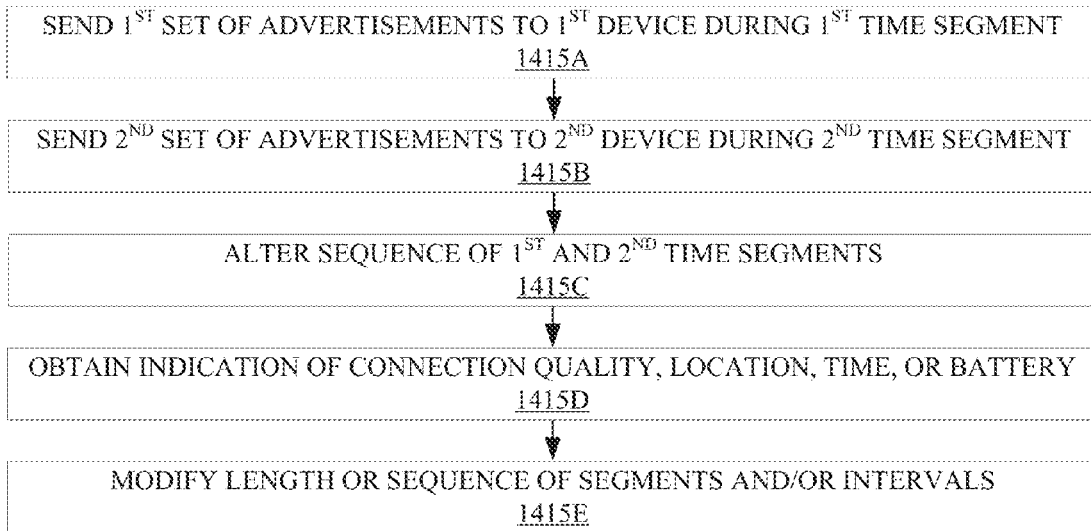 SEND 1ST SET OF ADVERTISEMENTS TO 1ST DEVICE DURING 1ST TIME SEGMENT
1415A
SEND 2ND SET OF ADVERTISEMENTS TO 2ND DEVICE DURING 2ND TIME SEGMENT
1415B
ALTER SEQUENCE OF 1ST AND 2ND TIME SEGMENTS
1415C
OBTAIN INDICATION OF CONNECTION QUALITY, LOCATION, TIME, OR BATTERY
1415D
MODIFY LENGTH OR SEQUENCE OF SEGMENTS AND/OR INTERVALS
1415E